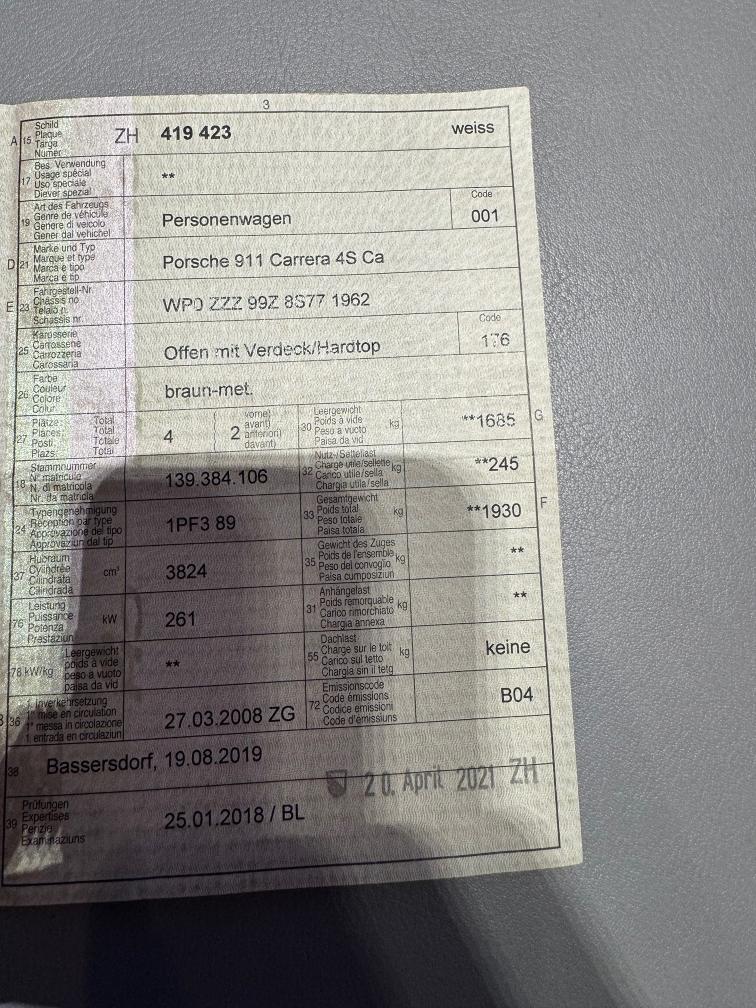 3
A 15 Schild Plaque Targa Numer ZH 419 423 weiss
17 Bes. Verwendung Usage spécial Uso speciale Diever spezial **
19 Art des Fahrzeugs Genre de véhicule Genere di veicolo Gener dal vehichel Personenwagen Code 001
D 21 Marke und Typ Marque et type Marca e tipo Marca e tip Porsche 911 Carrera 4S Ca
E 23 Fahrgestell-Nr. Châssis no Telaio n. Schassis nr. WP0 ZZZ 99Z 8S77 1962
25 Karosserie Carrosserie Carrozzeria Carossaria Offen mit Verdeck/Hardtop Code 176
26 Farbe Couleur Colore Colur braun-met.
27 Plätze: Total Places: Total Posti: Totale Plazs: Total 4 2 vorne) avant) anteriori) davant) 30 Leergewicht Poids à vide Peso a vuoto Paisa da vid kg **1685 G
18 Stammnummer N° matricule N. di matricola Nr. da matricla 139.384.106 32 Nutz-/Sattellast Charge utile/sellette Carico utile/sella Chargia utila/sella kg **245
24 Typengenehmigung Réception par type Approvazione del tipo Approvaziun dal tip 1PF3 89 33 Gesamtgewicht Poids total Peso totale Paisa totala kg **1930 F
37 Hubraum Cylindrée Cilindrata Cilindrada cm³ 3824 35 Gewicht des Zuges Poids de l'ensemble Peso del convoglio Paisa cumposiziun kg **
76 Leistung Puissance Potenza Prestaziun kW 261 31 Anhängelast Poids remorquable Carico rimorchiato Chargia annexa kg **
78 kW/kg Leergewicht poids à vide peso a vuoto paisa da vid ** 55 Dachlast Charge sur le toit Carico sul tetto Chargia sin il tetg kg keine
B 36 1. Inverkehrsetzung 1re mise en circulation 1a messa in circolazione 1. entrada en circulaziun 27.03.2008 ZG 72 Emissionscode Code émissions Codice emissioni Code d'emissiuns B04
38 Bassersdorf, 19.08.2019
20. April 2021 ZH
39 Prüfungen Expertises Perizie Examinaziuns 25.01.2018 / BL